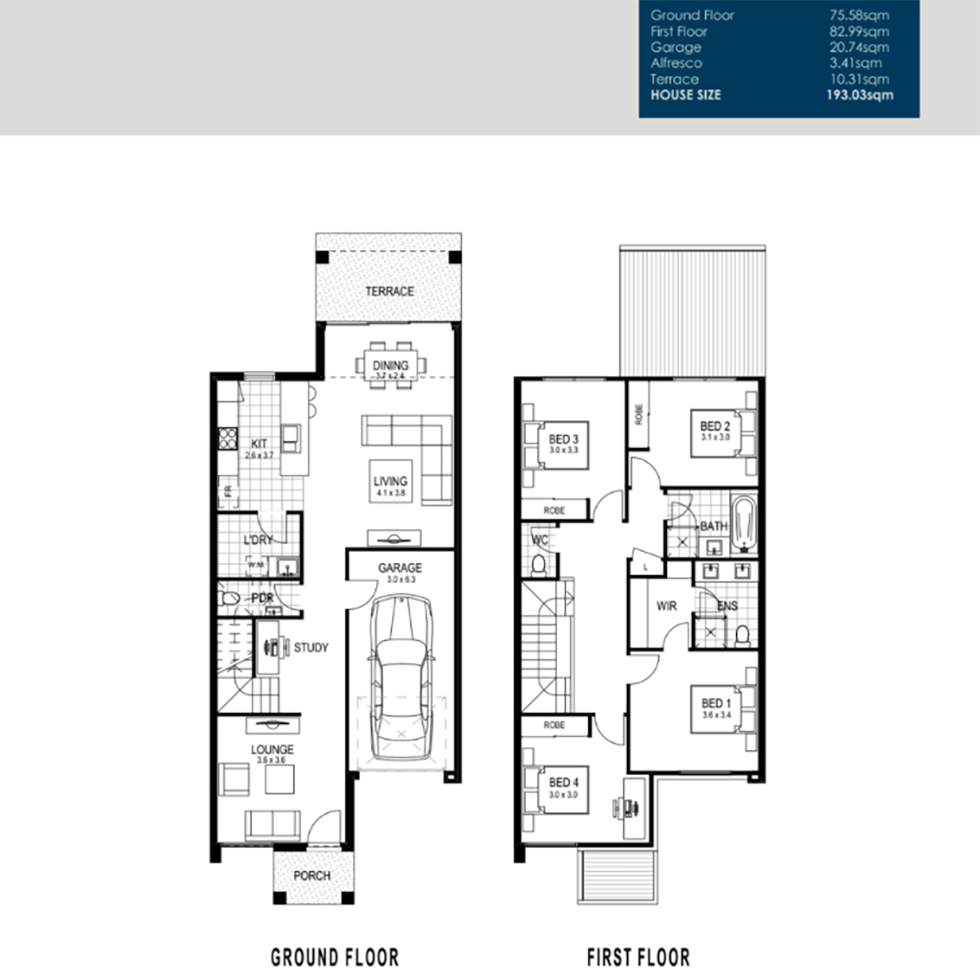 Ground Floor 75.58sqm
First Floor 82.99sqm
Garage 20.74sqm
Alfresco 3.41sqm
Terrace 10.31sqm
HOUSE SIZE 193.03sqm
TERRACE
DINING
3.7 x 2.4
KIT
2.6 x 3.7
LIVING
4.1 x 3.8
FR
L'DRY
W.M
GARAGE
3.0 x 6.3
PDR
STUDY
LOUNGE
3.6 x 3.6
PORCH
GROUND FLOOR
BED 3
3.0 x 3.3
ROBE
BED 2
3.1 x 3.0
ROBE
WC
BATH
L
WIR
ENS
BED 1
3.6 x 3.4
ROBE
BED 4
3.0 x 3.0
FIRST FLOOR